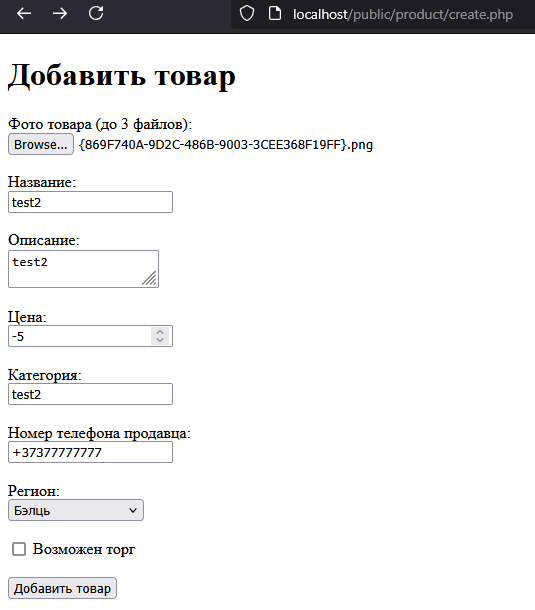 localhost/public/product/create.php
Добавить товар
Фото товара (до 3 файлов):
Browse... {869F740A-9D2C-486B-9003-3CEE368F19FF}.png
Название:
test2
Описание:
test2
Цена:
-5
Категория:
test2
Номер телефона продавца:
+37377777777
Регион:
Бэлць
Возможен торг
Добавить товар